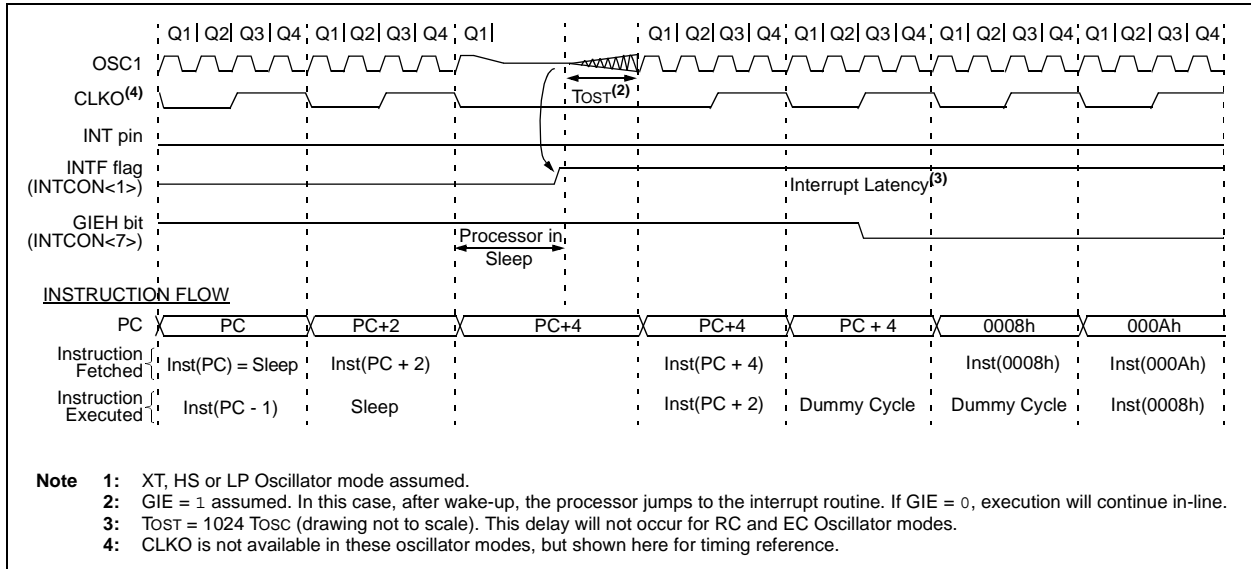 Q1 Q2 Q3 Q4 Q1 Q2 Q3 Q4 Q1 Q1 Q2 Q3 Q4 Q1 Q2 Q3 Q4 Q1 Q2 Q3 Q4 Q1 Q2 Q3 Q4
OSC1
CLKO(4)
TOST(2)
INT pin
INTF flag
(INTCON<1>)
Interrupt Latency(3)
GIEH bit
(INTCON<7>)
Processor in
Sleep
INSTRUCTION FLOW
PC PC PC+2 PC+4 PC+4 PC + 4 0008h 000Ah
Instruction
Fetched
Inst(PC) = Sleep Inst(PC + 2) Inst(PC + 4) Inst(0008h) Inst(000Ah)
Instruction
Executed
Inst(PC - 1) Sleep Inst(PC + 2) Dummy Cycle Dummy Cycle Inst(0008h)
Note 1: XT, HS or LP Oscillator mode assumed.
2: GIE = 1 assumed. In this case, after wake-up, the processor jumps to the interrupt routine. If GIE = 0, execution will continue in-line.
3: TOST = 1024 TOSC (drawing not to scale). This delay will not occur for RC and EC Oscillator modes.
4: CLKO is not available in these oscillator modes, but shown here for timing reference.